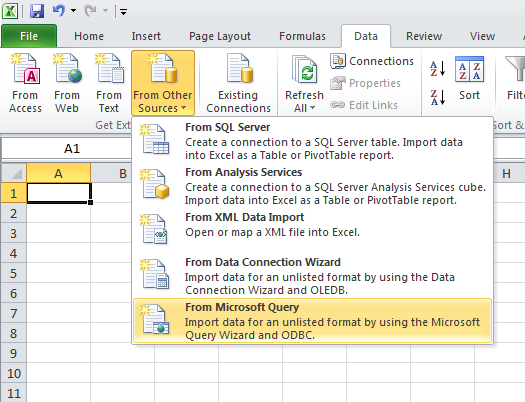 File Home Insert Page Layout Formulas Data Review View
From Access
From Web
From Text
From Other Sources
Existing Connections
Refresh All
Connections
Properties
Edit Links
A Z
Z A
Sort
Filte
Get Ext
Sort &
A1
A B H
1
2
3
4
5
6
7
8
9
10
11
From SQL Server
Create a connection to a SQL Server table. Import data
into Excel as a Table or PivotTable report.
From Analysis Services
Create a connection to a SQL Server Analysis Services cube.
Import data into Excel as a Table or PivotTable report.
From XML Data Import
Open or map a XML file into Excel.
From Data Connection Wizard
Import data for an unlisted format by using the Data
Connection Wizard and OLEDB.
From Microsoft Query
Import data for an unlisted format by using the Microsoft
Query Wizard and ODBC.